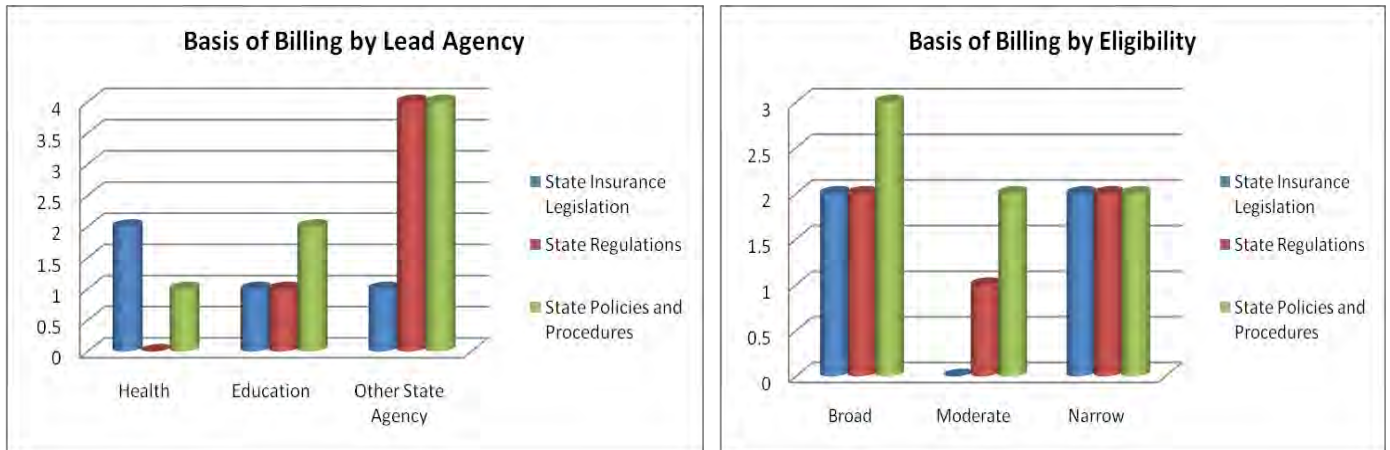 Basis of Billing by Lead Agency
4
3.5
3
2.5
2
1.5
1
0.5
0
Health
Education
Other State
Agency
State Insurance
Legislation
State Regulations
State Policies and
Procedures
Basis of Billing by Eligibility
3
2.5
2
1.5
1
0.5
0
Broad
Moderate
Narrow
State Insurance
Legislation
State Regulations
State Policies and
Procedures